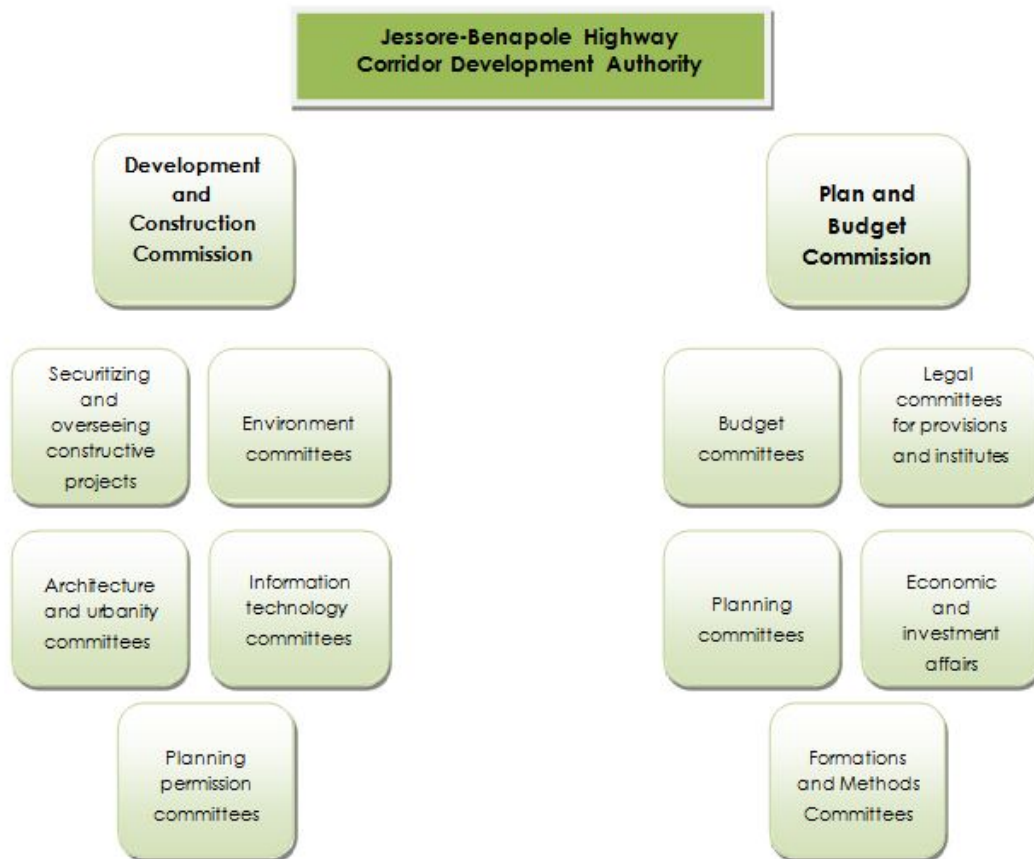 Jessore-Benapole Highway
Corridor Development Authority
Development
and
Construction
Commission
Plan and
Budget
Commission
Securitizing
and
overseeing
constructive
projects
Environment
committees
Budget
committees
Legal
committees
for provisions
and institutes
Architecture
and urbanity
committees
Information
technology
committees
Planning
committees
Economic
and
investment
affairs
Planning
permission
committees
Formations
and Methods
Committees